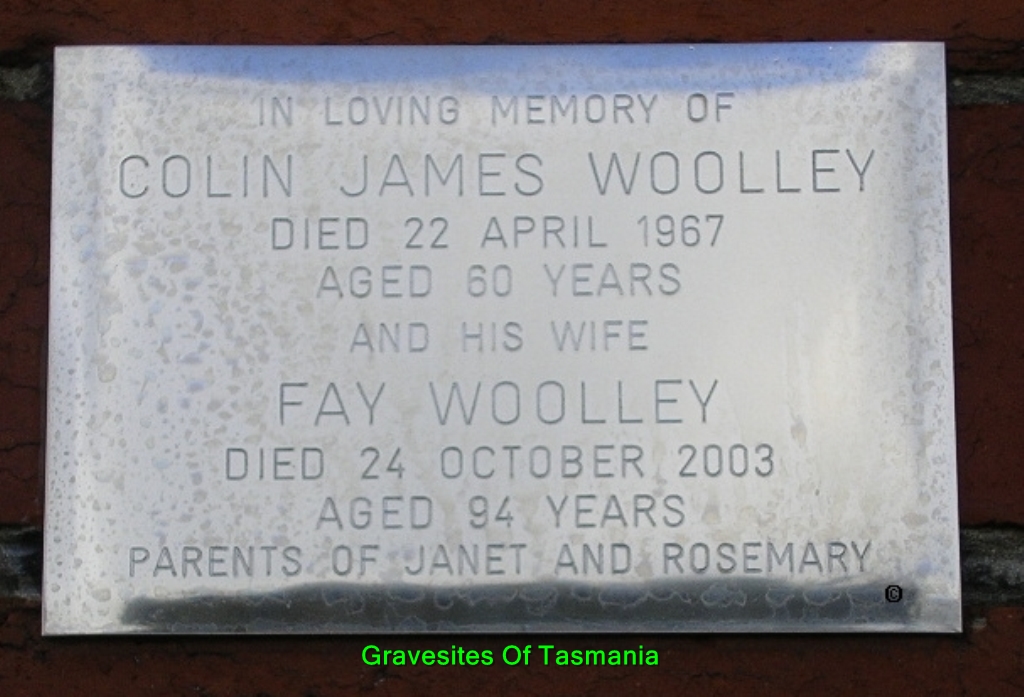 IN LOVING MEMORY OF
COLIN JAMES WOOLLEY
DIED 22 APRIL 1967
AGED 60 YEARS
AND HIS WIFE
FAY WOOLLEY
DIED 24 OCTOBER 2003
AGED 94 YEARS
PARENTS OF JANET AND ROSEMARY
©
Gravesites Of Tasmania